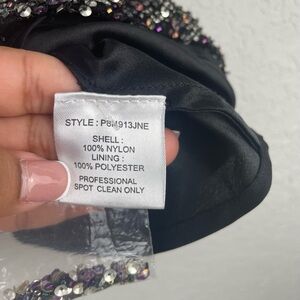 STYLE : P8M913JNE
SHELL :
100% NYLON
LINING :
100% POLYESTER
PROFESSIONAL
SPOT CLEAN ONLY